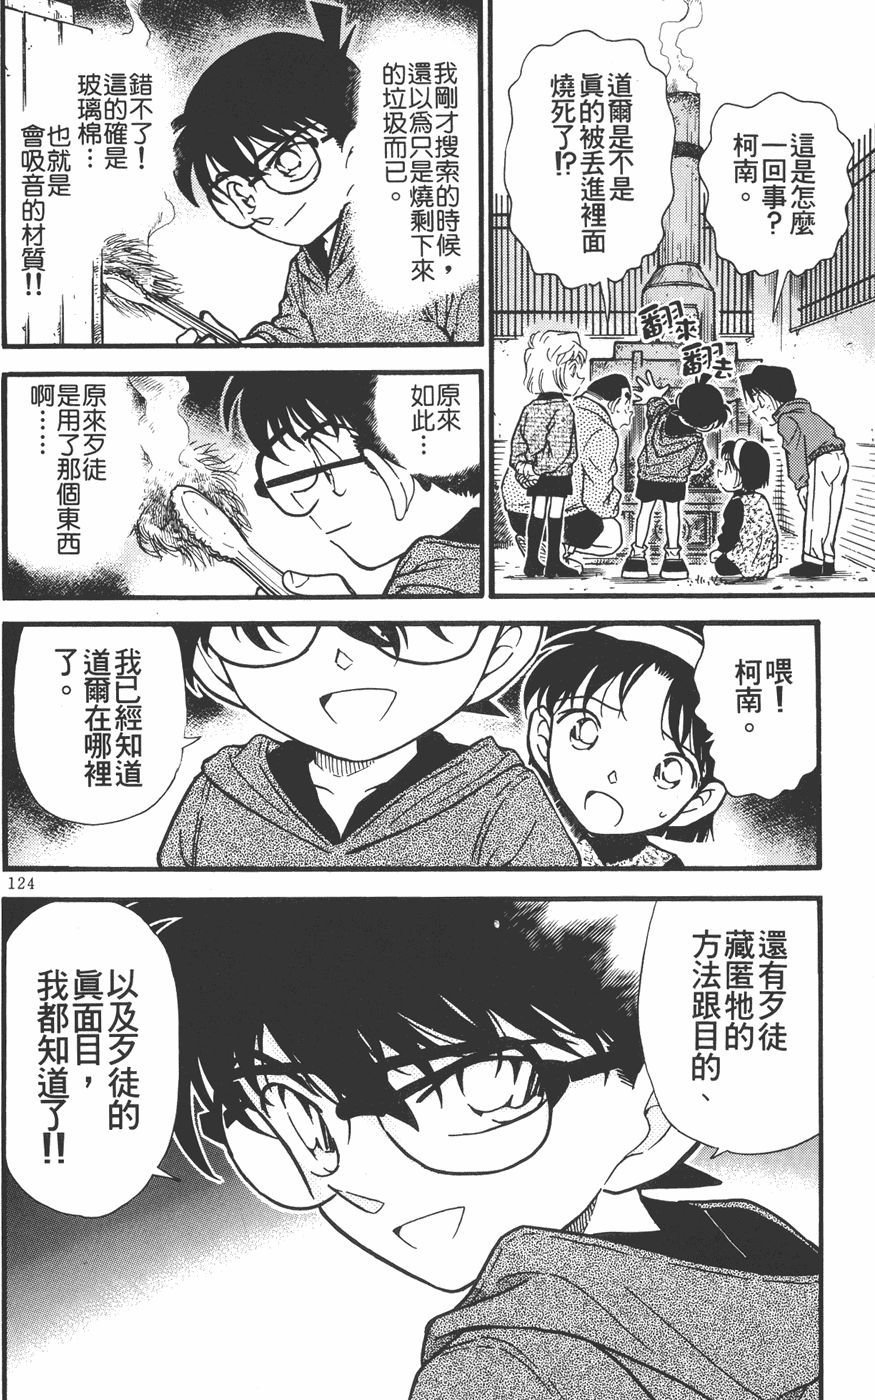 這是怎麼
一回事?
柯南。
道爾是不是
眞的被丟進裡面
燒死了!?
翻來
翻去
我剛才搜索的時候,
還以為只是燒剩下來
的垃圾而已。
錯不了!
這的確是
玻璃棉…
也就是
會吸音的材質!!
原來
如此…
原來歹徒
是用了那個東西
啊……
喂!
柯南。
我已經知道
道爾在哪裡
了。
124
還有歹徒
藏匿牠的
方法跟目的、
以及歹徒的
眞面目,
我都知道了!!